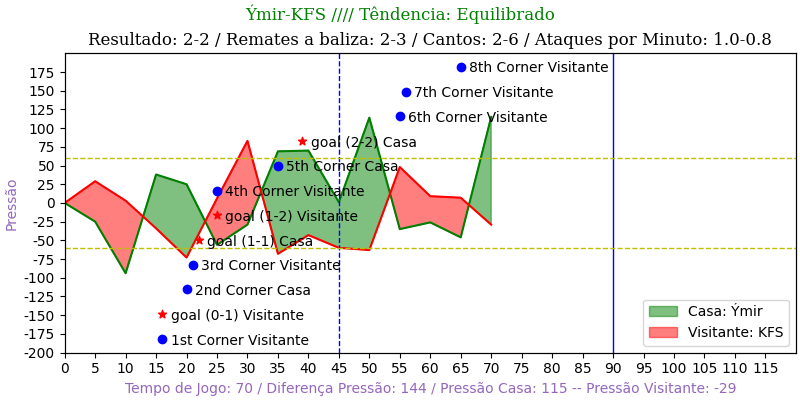 Ýmir-KFS //// Têndencia: Equilibrado
Resultado: 2-2 / Remates a baliza: 2-3 / Cantos: 2-6 / Ataques por Minuto: 1.0-0.8
Pressão
175
150
125
100
75
50
25
0
-25
-50
-75
-100
-125
-150
-175
-200
8th Corner Visitante
7th Corner Visitante
6th Corner Visitante
goal (2-2) Casa
5th Corner Casa
4th Corner Visitante
goal (1-2) Visitante
goal (1-1) Casa
3rd Corner Visitante
2nd Corner Casa
goal (0-1) Visitante
1st Corner Visitante
Casa: Ýmir
Visitante: KFS
0 5 10 15 20 25 30 35 40 45 50 55 60 65 70 75 80 85 90 95 100 105 110 115
Tempo de Jogo: 70 / Diferença Pressão: 144 / Pressão Casa: 115 -- Pressão Visitante: -29